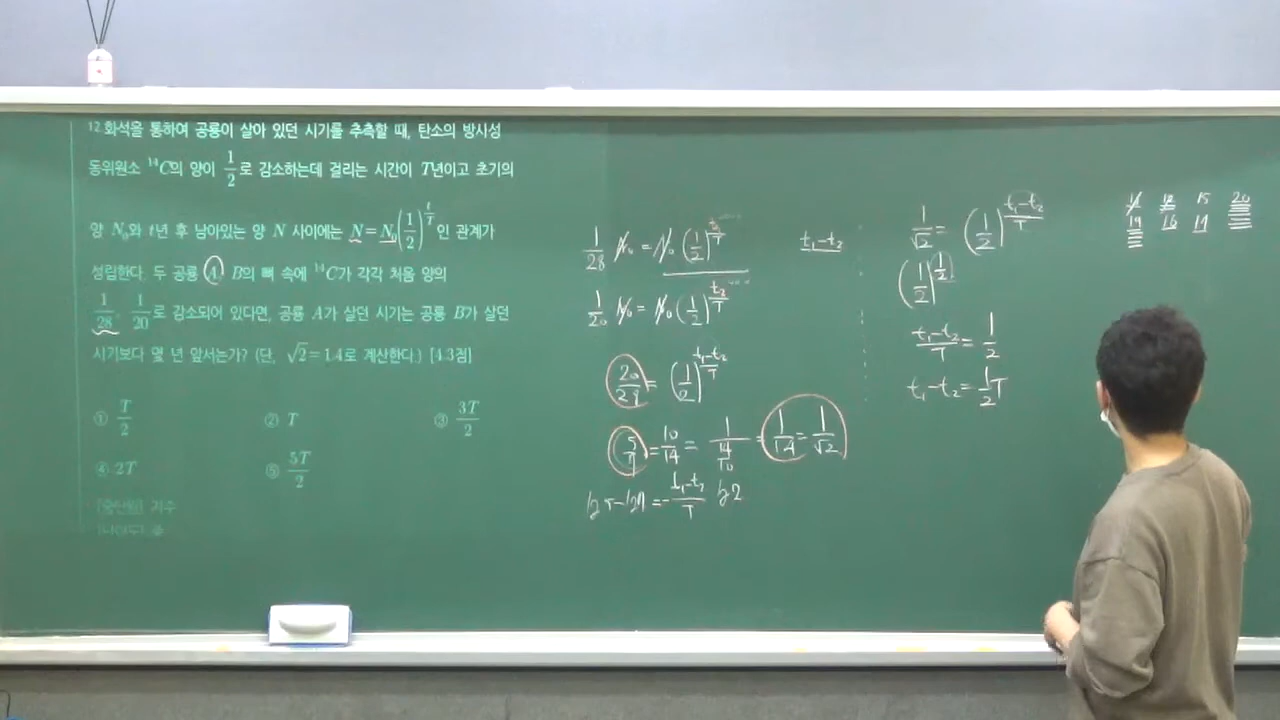 12.화석을 통하여 공룡이 살아 있던 시기를 추측할 때, 탄소의 방사성
동위원소 ¹⁴C의 양이 1/2로 감소하는데 걸리는 시간이 T년이고 초기의
양 N₀와 t년 후 남아있는 양 N 사이에는 N=N₀(1/2)^(t/T)인 관계가
성립한다. 두 공룡 A, B의 뼈 속에 ¹⁴C가 각각 처음 양의
1/28, 1/20로 감소되어 있다면, 공룡 A가 살던 시기는 공룡 B가 살던
시기보다 몇 년 앞서는가? (단, √2=1.4로 계산한다.) [4.3점]
① T/2 ② T ③ 3T/2
④ 2T ⑤ 5T/2
지수
1/28 N₀ = N₀(1/2)^(t₁/T)
t₁-t₂
1/20 N₀ = N₀(1/2)^(t₂/T)
20/28 = (1/2)^((t₁-t₂)/T)
5/7 = 10/14 = 1/(14/10) = 1/1.4 = 1/√2
1/√2 = (1/2)^((t₁-t₂)/T)
(1/2)^(1/2)
(t₁-t₂)/T = 1/2
t₁-t₂ = 1/2 T
15 20
19 16